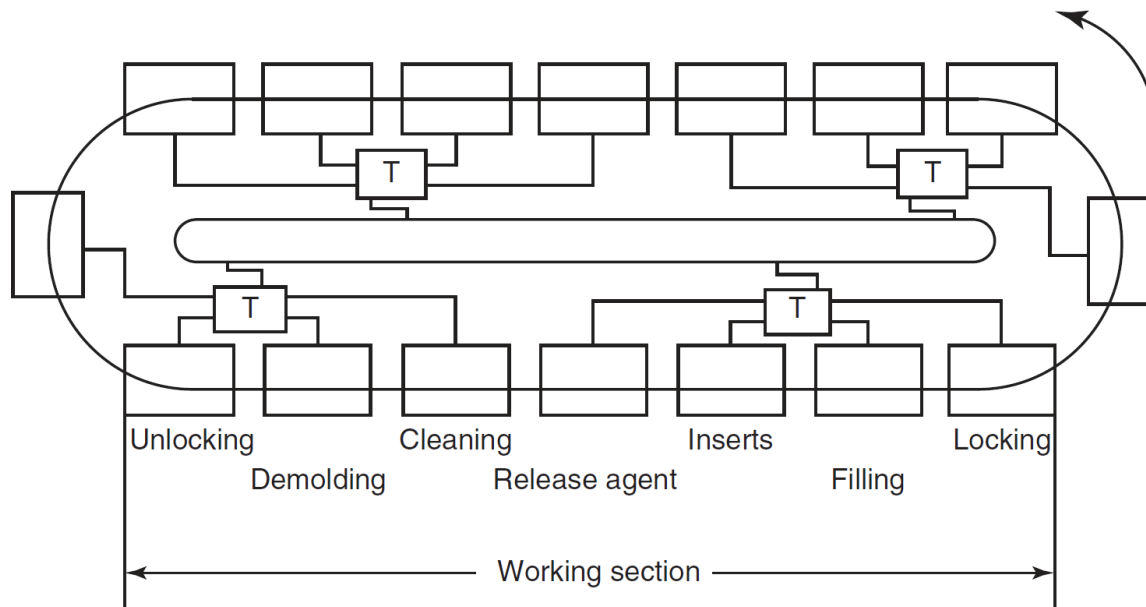 T
T
T
T
Unlocking
Cleaning
Inserts
Locking
Demolding
Release agent
Filling
Working section